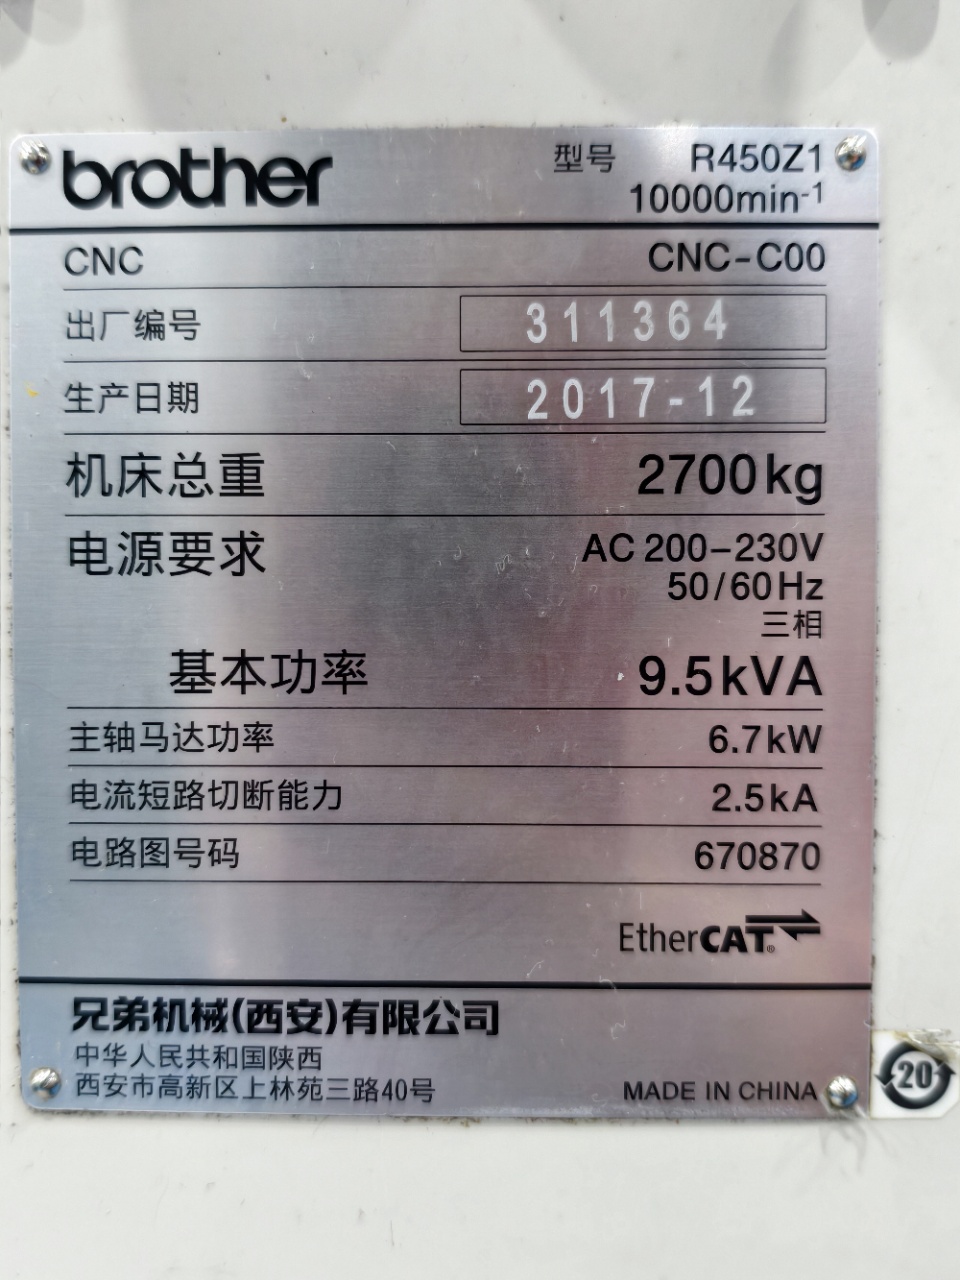 brother 型号 R450Z1
10000min-1
CNC CNC-C00
出厂编号 311364
生产日期 2017-12
机床总重 2700kg
电源要求 AC 200-230V
50/60Hz
三相
基本功率 9.5kVA
主轴马达功率 6.7kW
电流短路切断能力 2.5kA
电路图号码 670870
EtherCAT®
兄弟机械(西安)有限公司
中华人民共和国陕西
西安市高新区上林苑三路40号 MADE IN CHINA
20